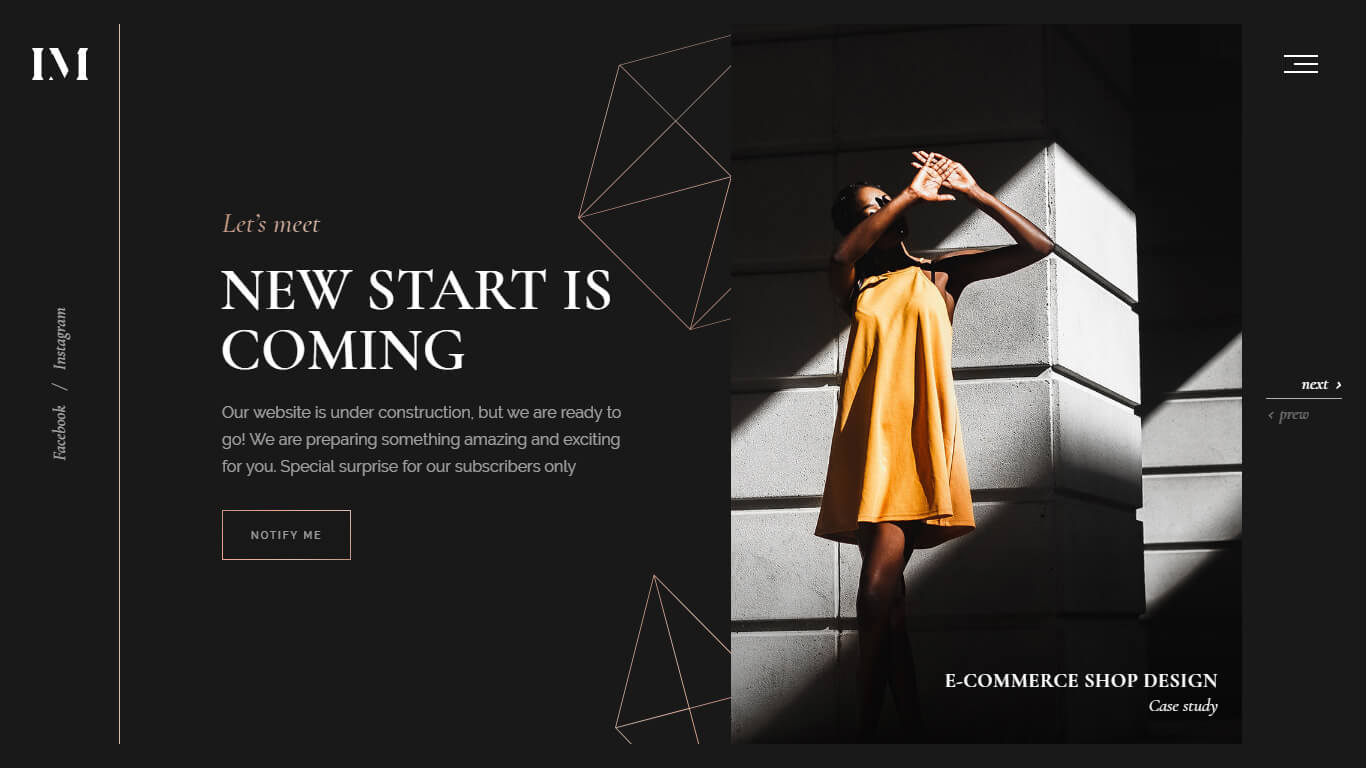 IM
Let's meet
NEW START IS
COMING
Our website is under construction, but we are ready to
go! We are preparing something amazing and exciting
for you. Special surprise for our subscribers only
NOTIFY ME
Facebook / Instagram
E-COMMERCE SHOP DESIGN
Case study
next ›
‹ prew